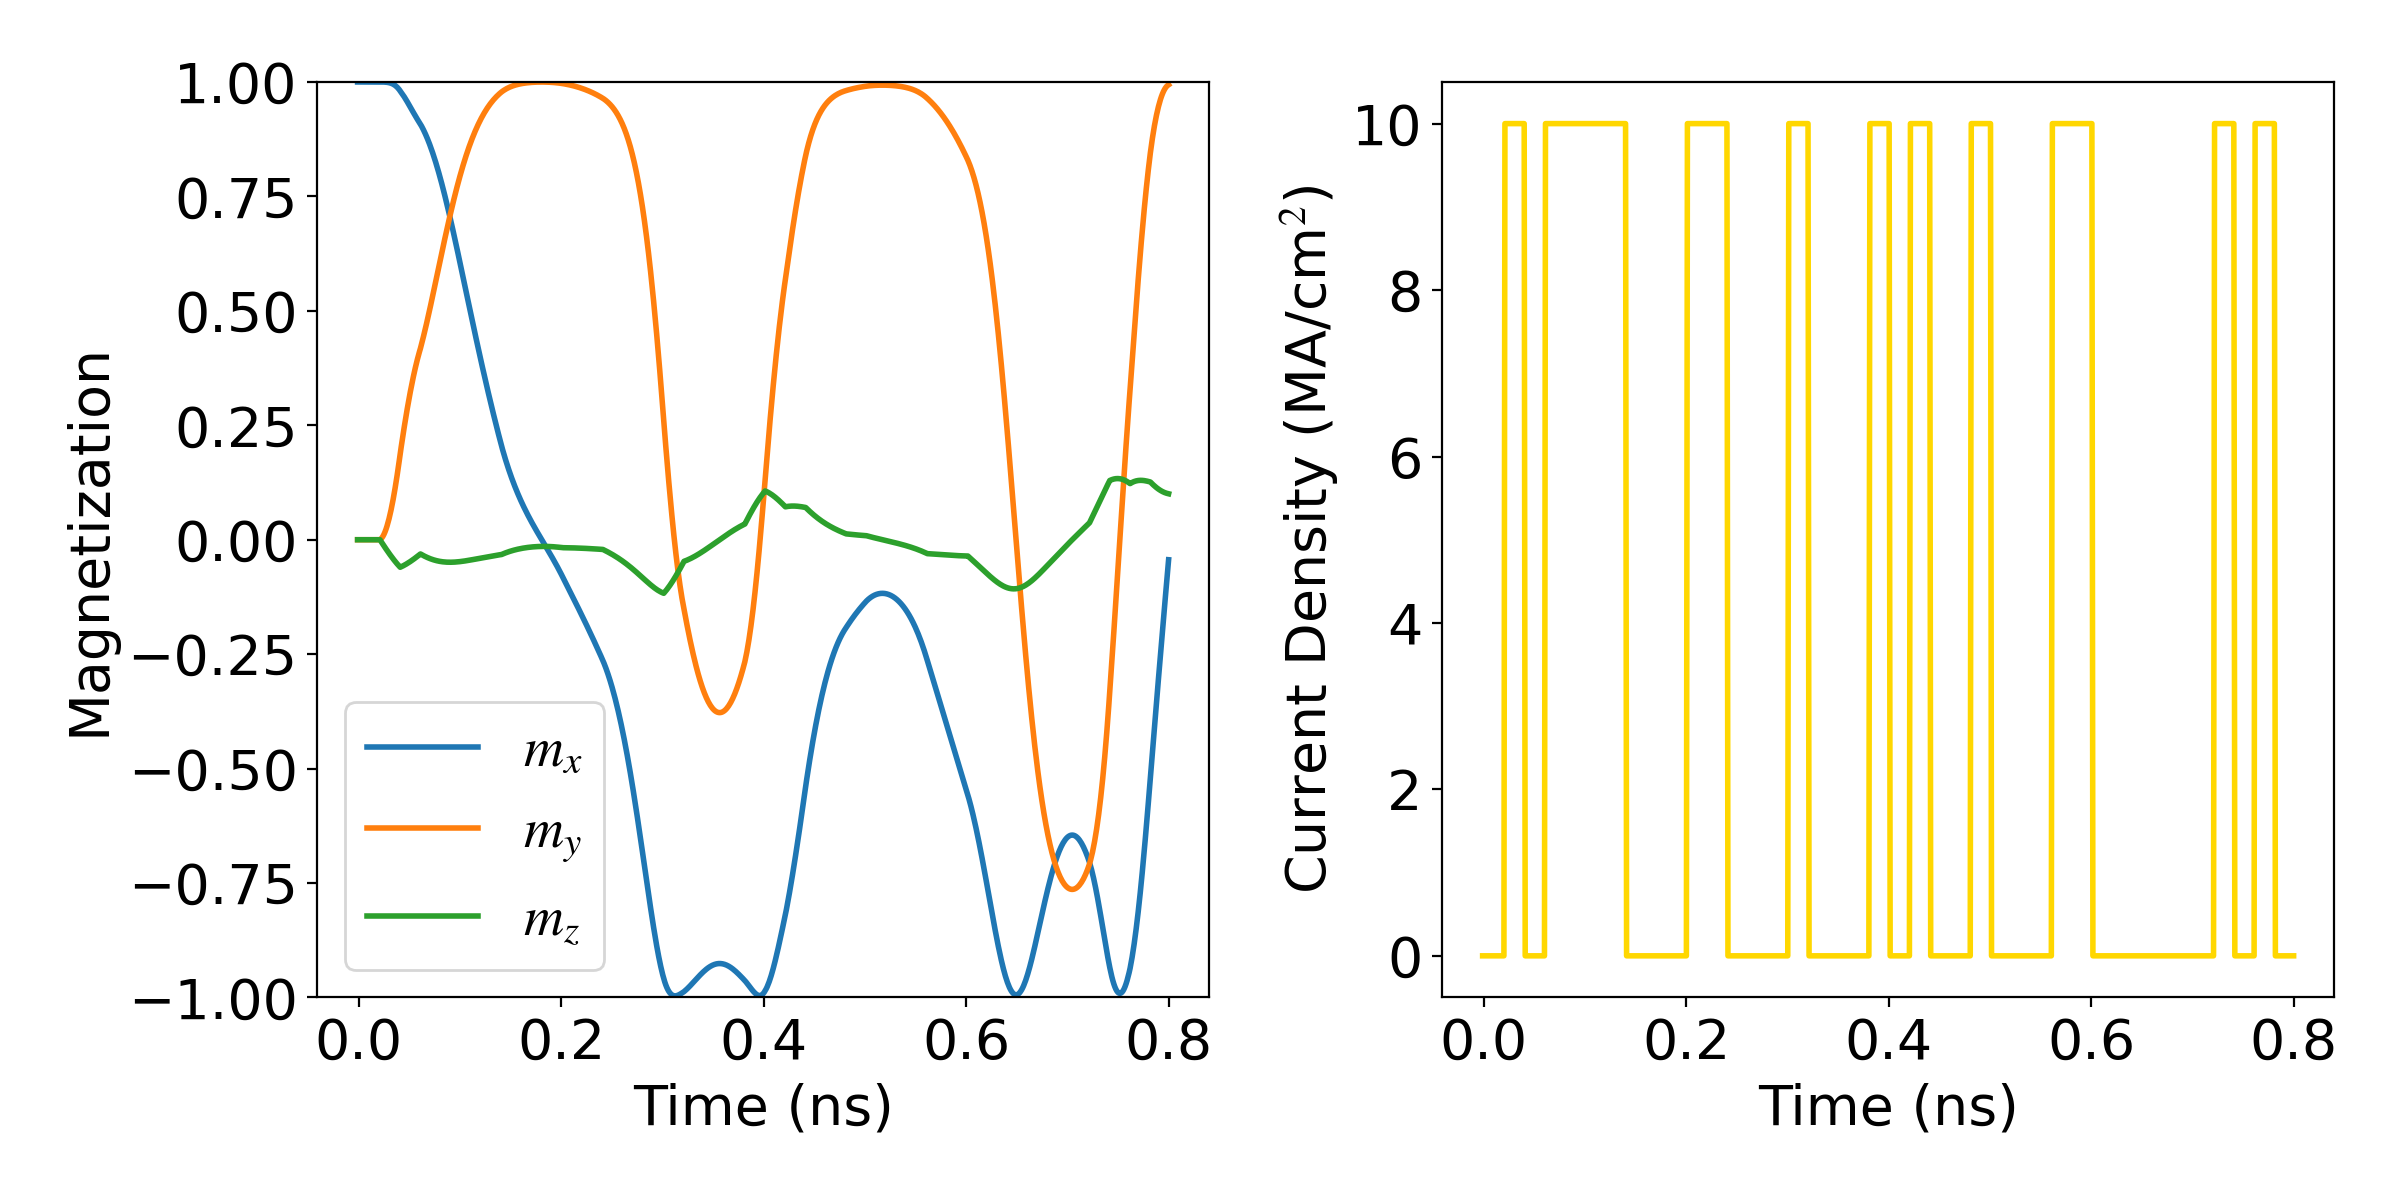 1.00
0.75
0.50
0.25
0.00
−0.25
−0.50
−0.75
−1.00
Magnetization
0.0 0.2 0.4 0.6 0.8
Time (ns)
m_x
m_y
m_z
10
8
6
4
2
0
Current Density (MA/cm²)
0.0 0.2 0.4 0.6 0.8
Time (ns)